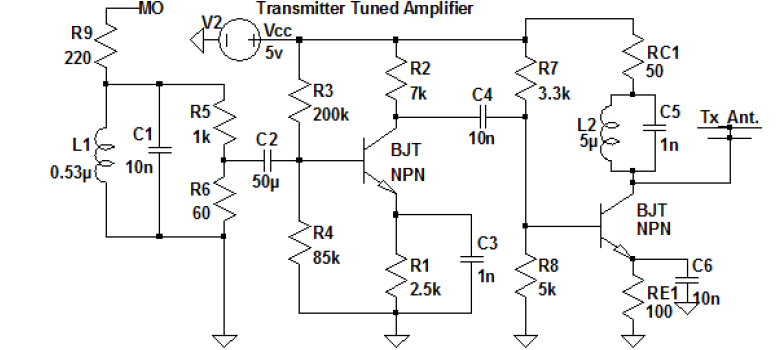 MO
V2
Transmitter Tuned Amplifier
Vcc
5v
R9
220
R2
7k
R7
3.3k
RC1
50
R3
200k
C4
10n
R5
1k
C1
10n
L1
0.53µ
C2
50µ
L2
5µ
C5
1n
Tx_Ant.
BJT
NPN
R6
60
BJT
NPN
R4
85k
C3
1n
R1
2.5k
R8
5k
C6
10n
RE1
100